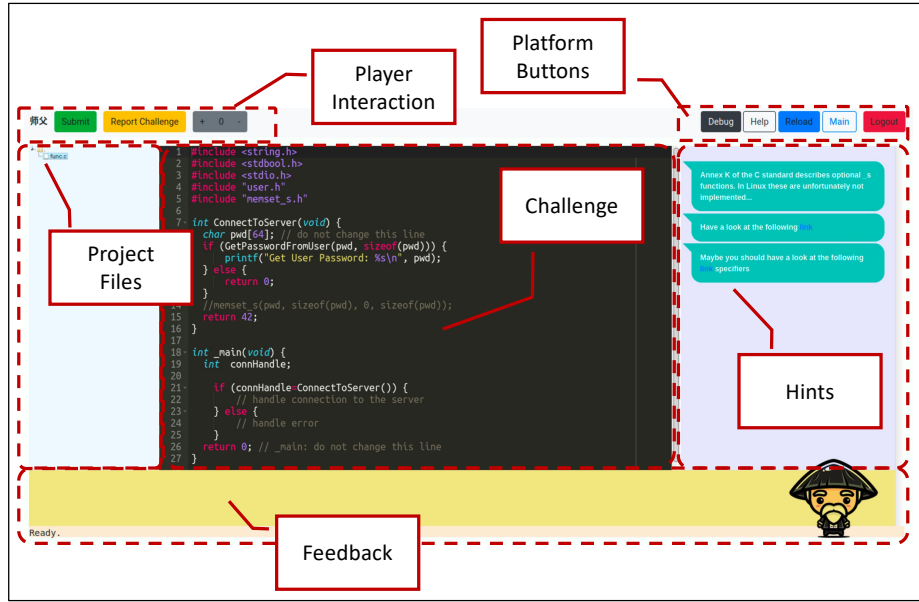 Platform
Buttons
Player
Interaction
师父 Submit Report Challenge + 0 -
Debug Help Reload Main Logout
func.c
Project
Files
1 #include <string.h>
2 #include <stdbool.h>
3 #include <stdio.h>
4 #include "user.h"
5 #include "memset_s.h"
6
7 int ConnectToServer(void) {
char pwd[64]; // do not change this line
if (GetPasswordFromUser(pwd, sizeof(pwd))) {
printf("Get User Password: %s\n", pwd);
} else {
return 0;
}
14 //memset_s(pwd, sizeof(pwd), 0, sizeof(pwd));
15 return 42;
16 }
17
18 int _main(void) {
19 int connHandle;
20
21 if (connHandle=ConnectToServer()) {
22 // handle connection to the server
23 } else {
24 // handle error
25 }
26 return 0; // _main: do not change this line
27 }
Challenge
Annex K of the C standard describes optional _s
functions. In Linux these are unfortunately not
implemented...
Have a look at the following link
Maybe you should have a look at the following
link specifiers
Hints
Ready.
Feedback